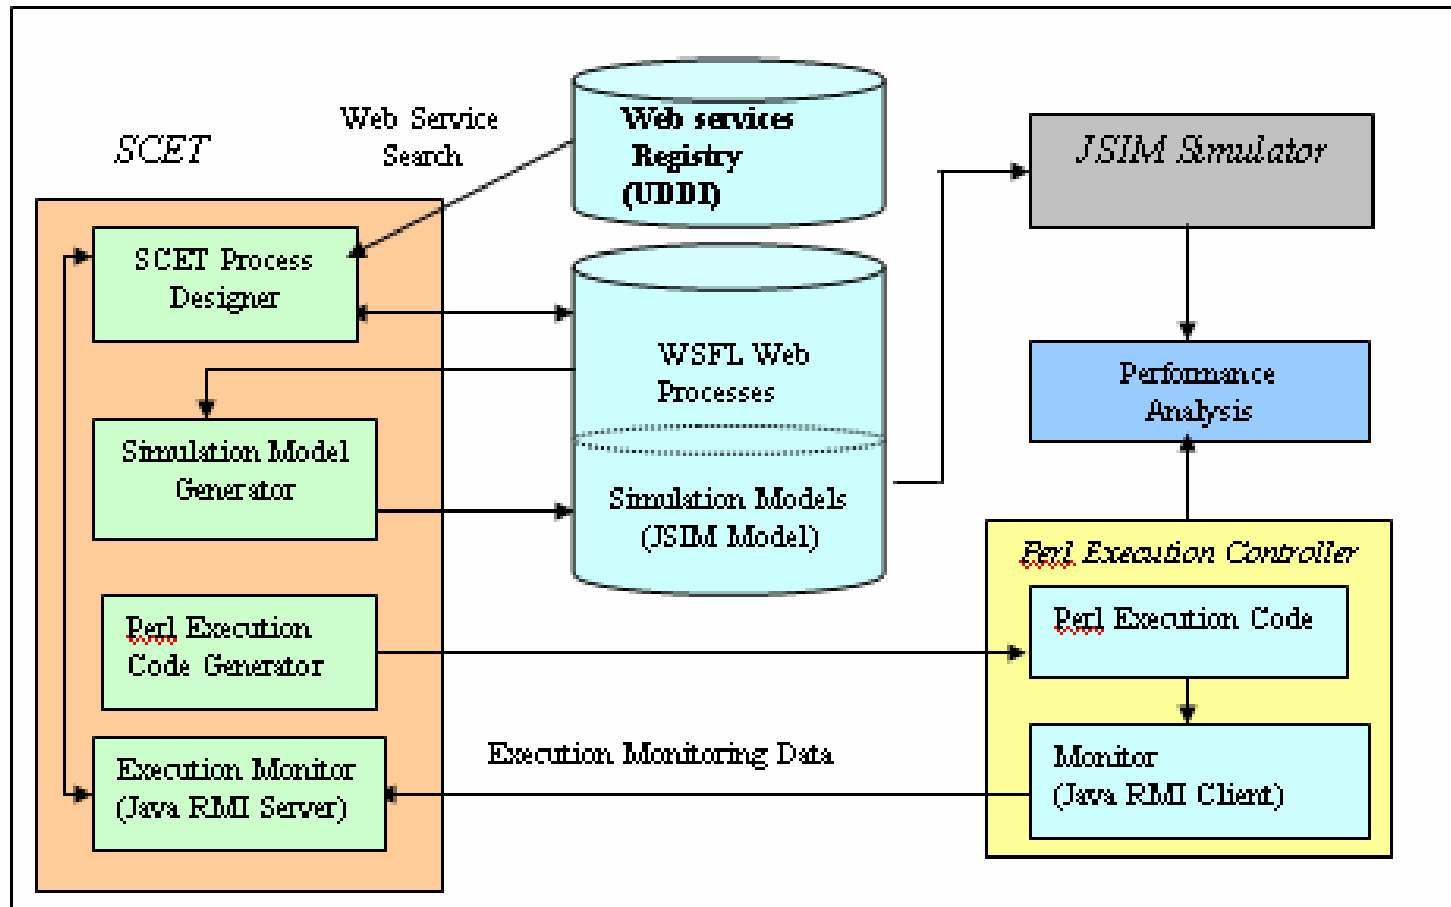 SCET
Web Service
Search
Web services
Registry
(UDDI)
JSIM Simulator
SCET Process
Designer
WSFL Web
Processes
Performance
Analysis
Simulation Model
Generator
Simulation Models
(JSIM Model)
Perl Execution Controller
Perl Execution
Code Generator
Perl Execution Code
Execution Monitoring Data
Execution Monitor
(Java RMI Server)
Monitor
(Java RMI Client)